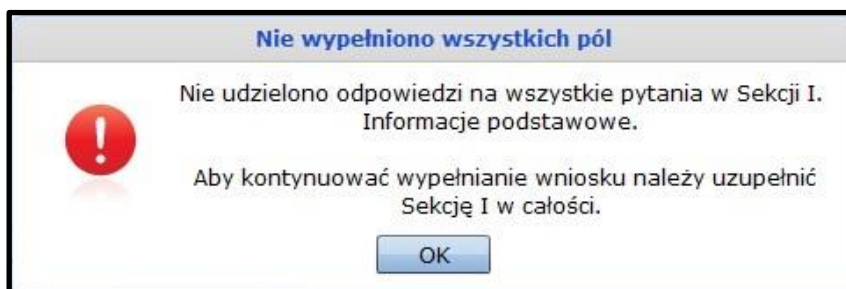 Nie wypełniono wszystkich pól
Nie udzielono odpowiedzi na wszystkie pytania w Sekcji I.
Informacje podstawowe.
Aby kontynuować wypełnianie wniosku należy uzupełnić
Sekcję I w całości.
OK